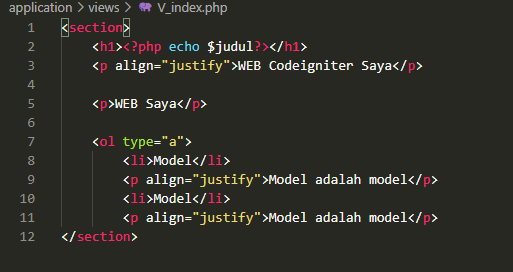 application > views > V_index.php
1 <section>
2 <h1><?php echo $judul?></h1>
3 <p align="justify">WEB Codeigniter Saya</p>
4
5 <p>WEB Saya</p>
6
7 <ol type="a">
8 <li>Model</li>
9 <p align="justify">Model adalah model</p>
10 <li>Model</li>
11 <p align="justify">Model adalah model</p>
12 </section>